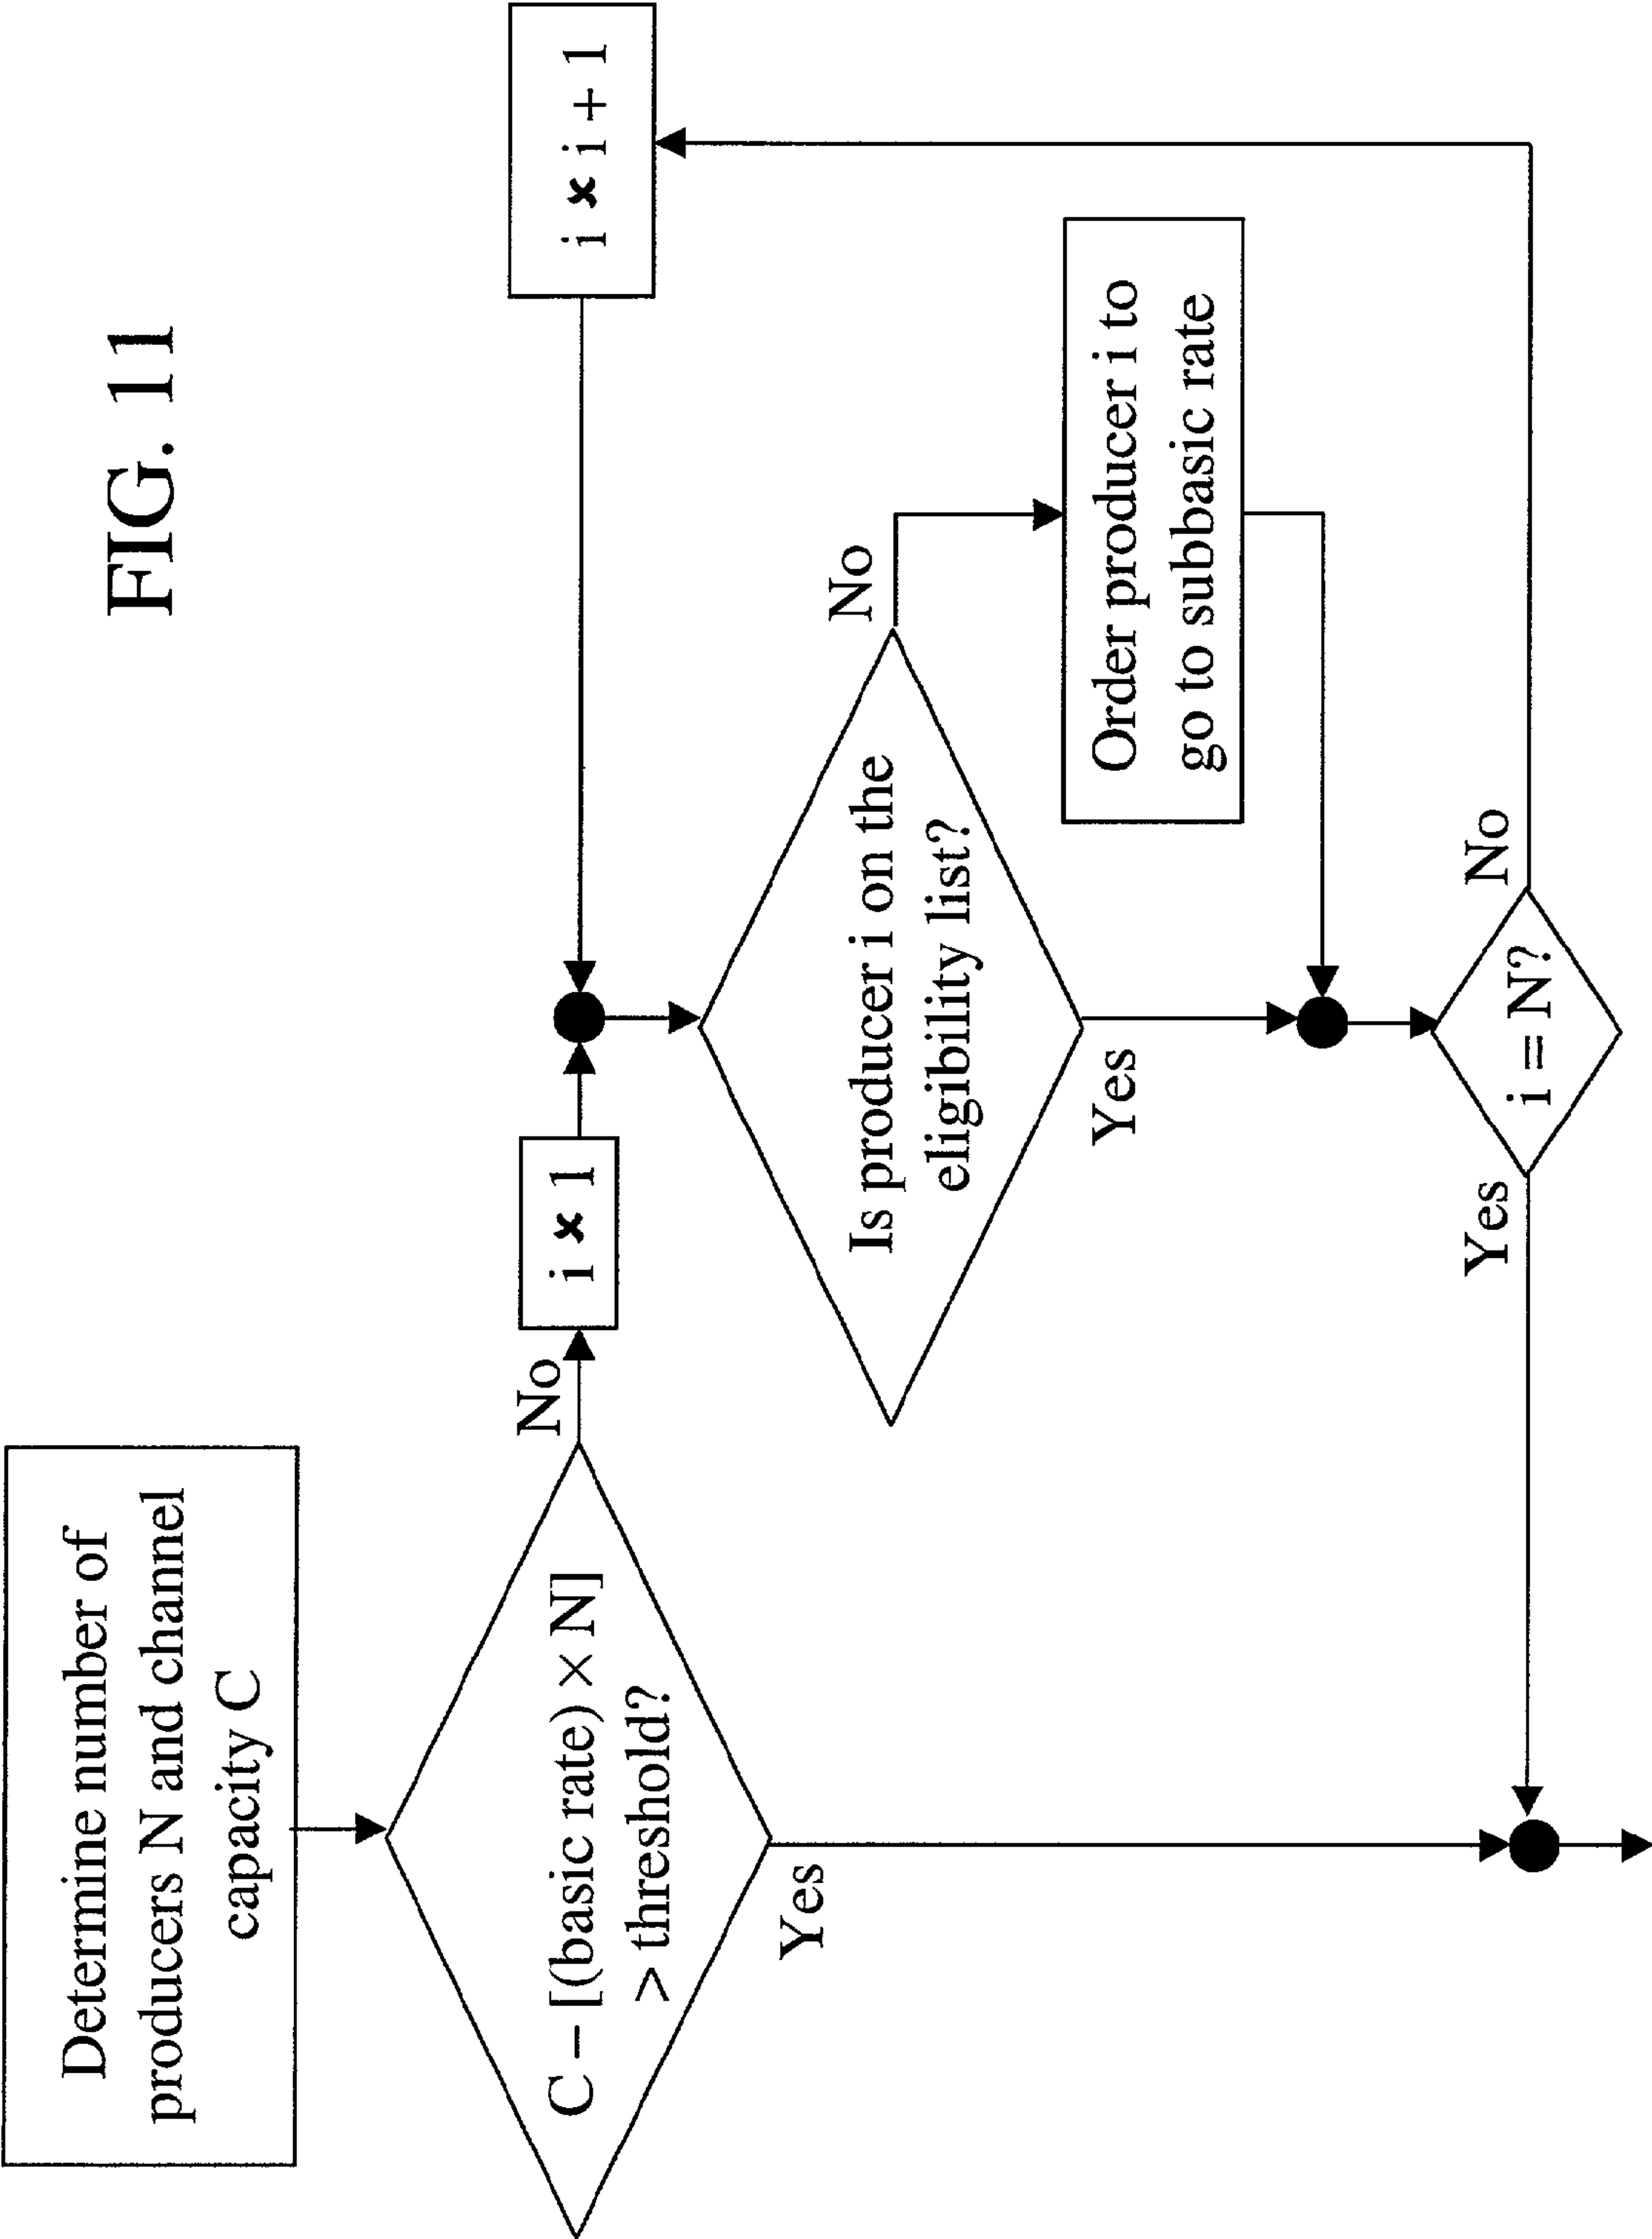 FIG. 11
Determine number of
producers N and channel
capacity C
C – [(basic rate) × N]
> threshold?
No
Yes
i × 1
i × i + 1
Is producer i on the
eligibility list?
No
Yes
Order producer i to
go to subbasic rate
i = N?
No
Yes